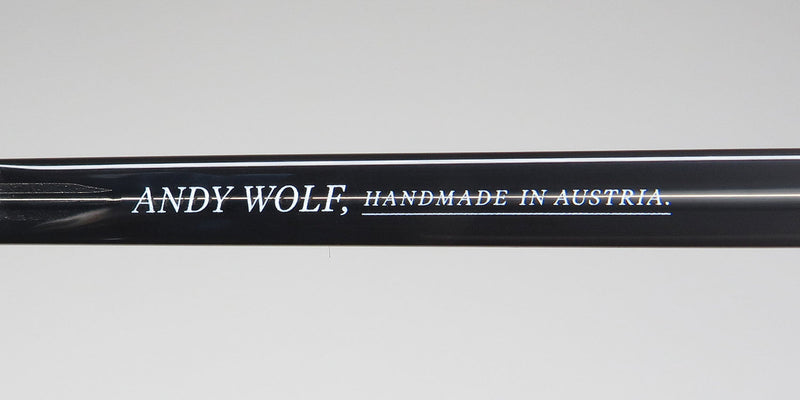 ANDY WOLF, HANDMADE IN AUSTRIA.